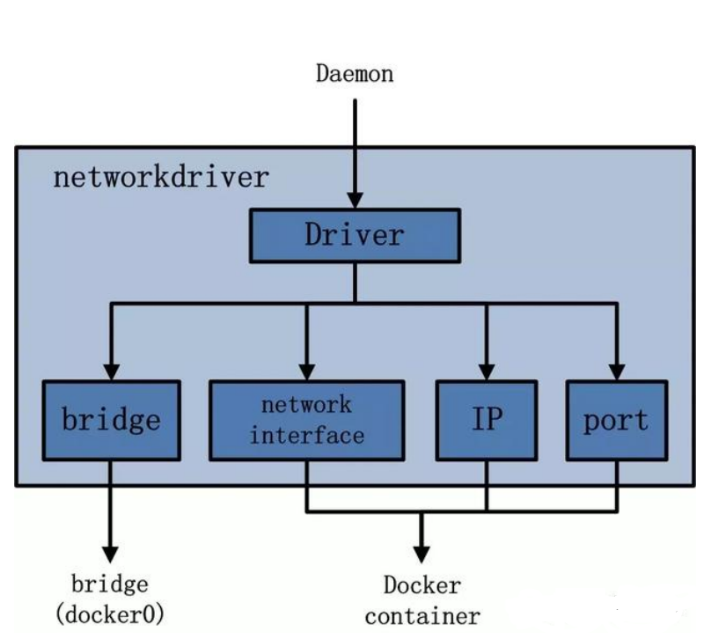 Daemon
networkdriver
Driver
bridge
network
interface
IP
port
bridge
(docker0)
Docker
container